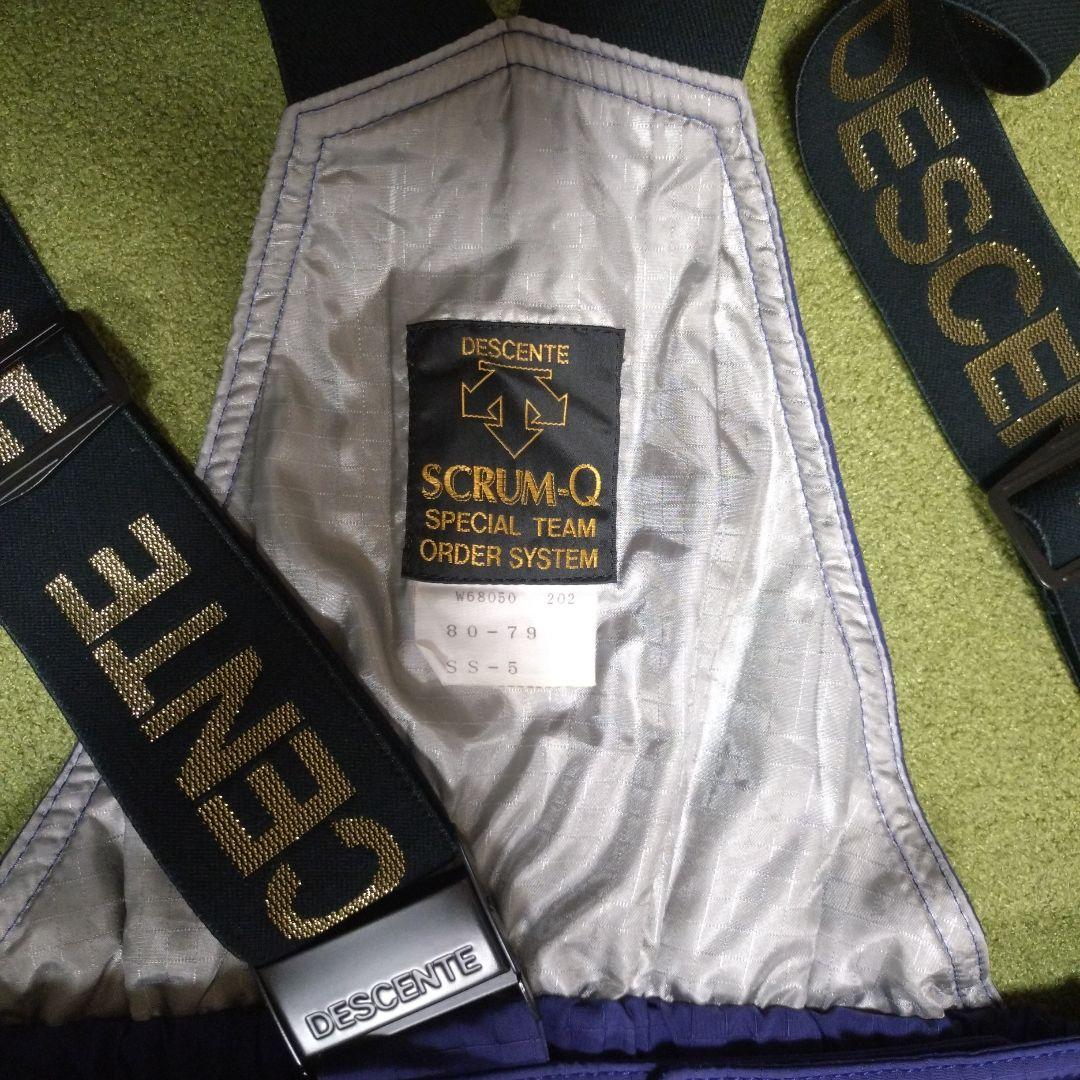 DESCE
DESCENTE
SCRUM-Q
SPECIAL TEAM
ORDER SYSTEM
W68050 202
80-79
SS-5
CENTE
DESCENTE